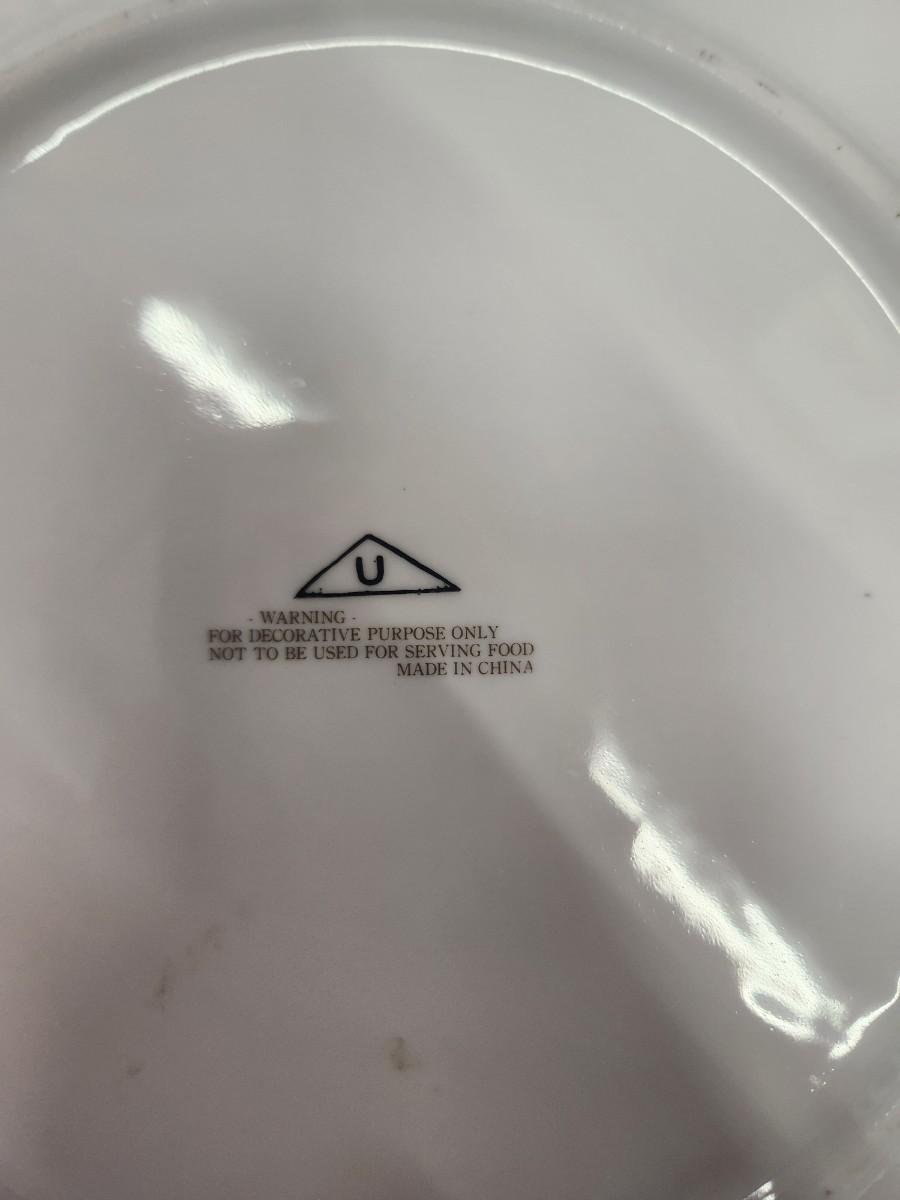 U
- WARNING -
FOR DECORATIVE PURPOSE ONLY
NOT TO BE USED FOR SERVING FOOD
MADE IN CHINA